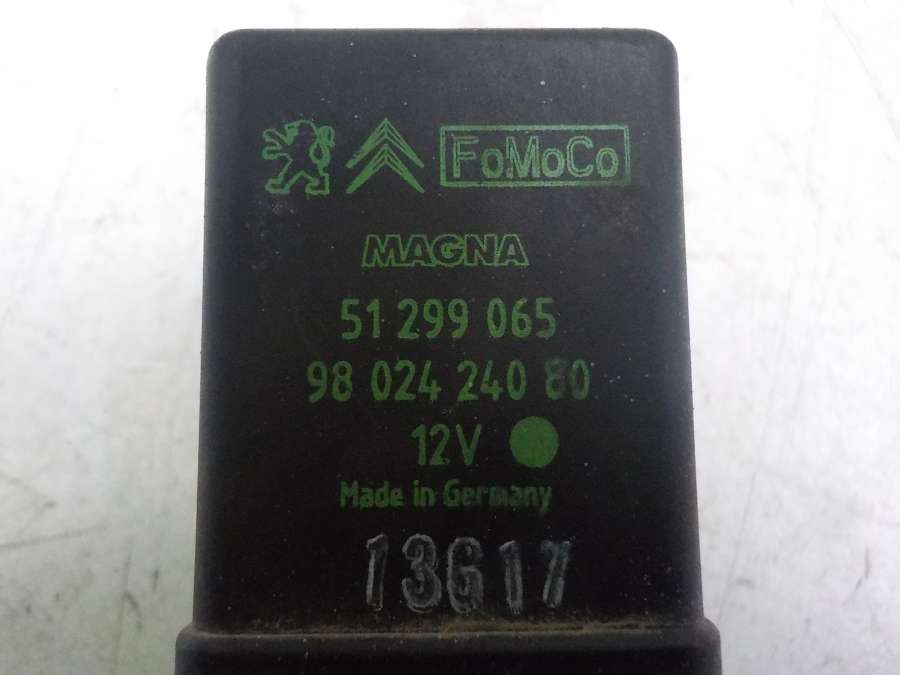 FoMoCo
MAGNA
51 299 065
98 024 240 80
12V
Made in Germany
13G17